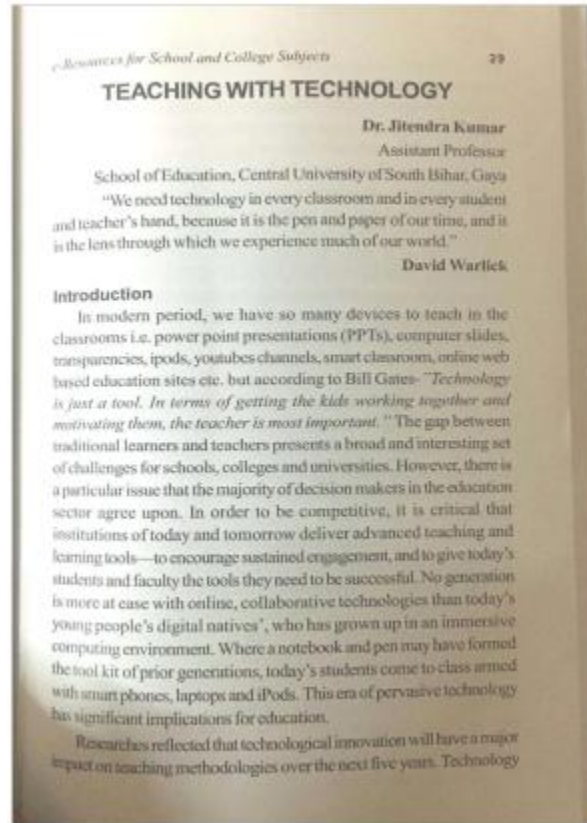 e-Resources for School and College Subjects 29
TEACHING WITH TECHNOLOGY
Dr. Jitendra Kumar
Assistant Professor
School of Education, Central University of South Bihar, Gaya
"We need technology in every classroom and in every student
and teacher's hand, because it is the pen and paper of our time, and it
is the lens through which we experience much of our world."
David Warlick
Introduction
In modern period, we have so many devices to teach in the
classrooms i.e. power point presentations (PPTs), computer slides,
transparencies, ipods, youtubes channels, smart classroom, online web
based education sites etc. but according to Bill Gates- "Technology
is just a tool. In terms of getting the kids working together and
motivating them, the teacher is most important." The gap between
traditional learners and teachers presents a broad and interesting set
of challenges for schools, colleges and universities. However, there is
a particular issue that the majority of decision makers in the education
sector agree upon. In order to be competitive, it is critical that
institutions of today and tomorrow deliver advanced teaching and
learning tools—to encourage sustained engagement, and to give today's
students and faculty the tools they need to be successful. No generation
is more at ease with online, collaborative technologies than today's
young people's digital natives', who has grown up in an immersive
computing environment. Where a notebook and pen may have formed
the tool kit of prior generations, today's students come to class armed
with smart phones, laptops and iPods. This era of pervasive technology
has significant implications for education.
Researches reflected that technological innovation will have a major
impact on teaching methodologies over the next five years. Technology